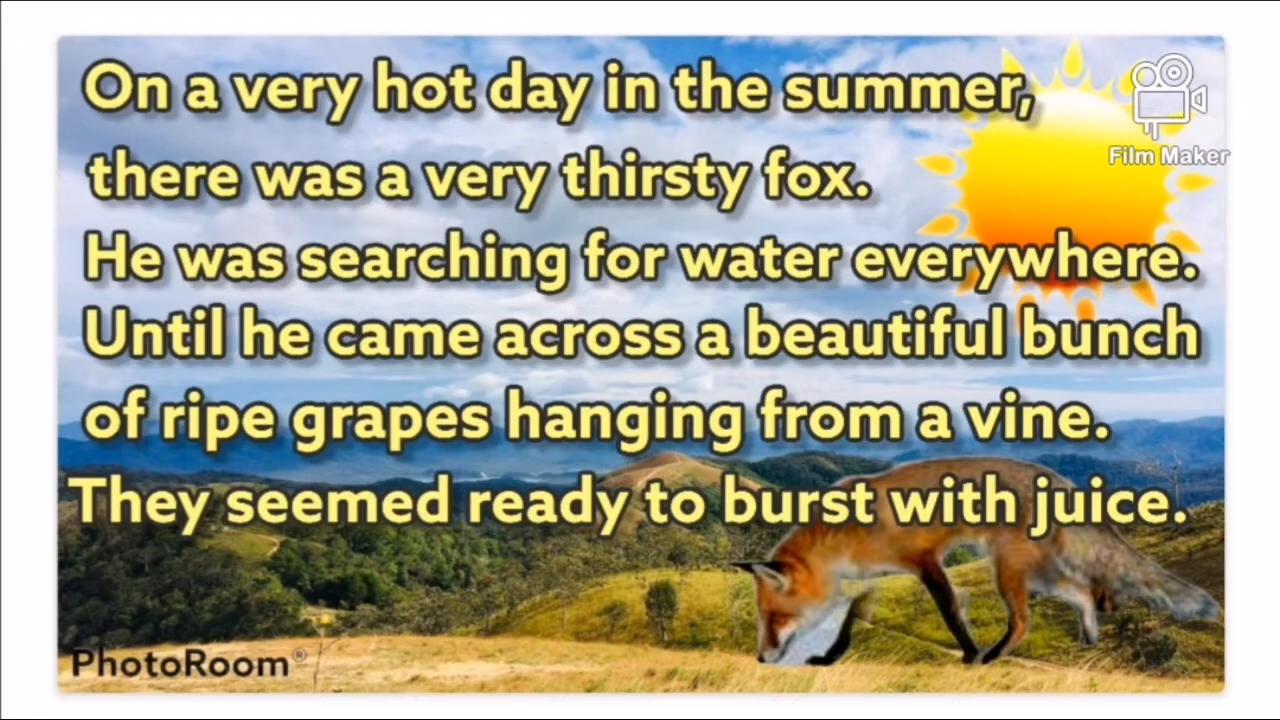 On a very hot day in the summer,
there was a very thirsty fox.
He was searching for water everywhere.
Until he came across a beautiful bunch
of ripe grapes hanging from a vine.
They seemed ready to burst with juice.
Film Maker
PhotoRoom®